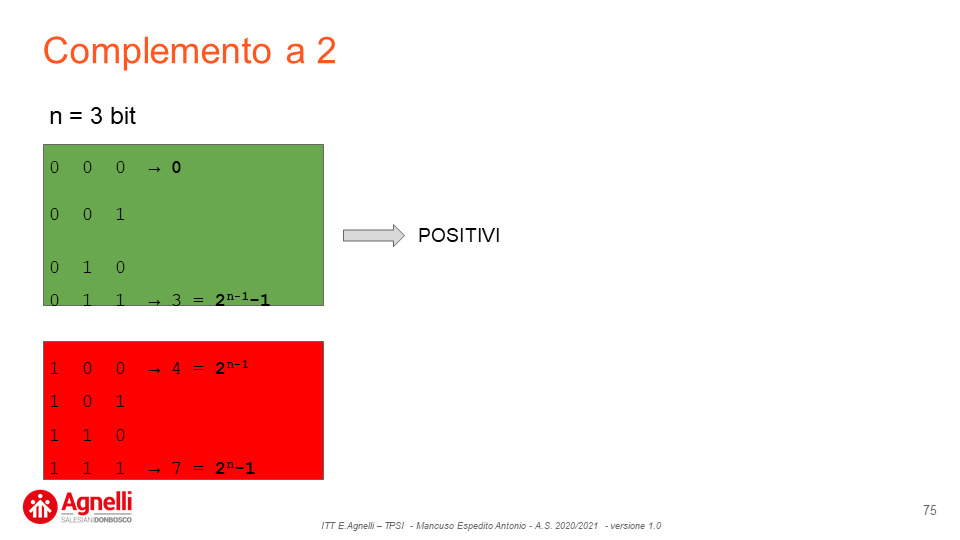 Complemento a 2
n = 3 bit
0 0 0 → 0
0 0 1
0 1 0
0 1 1 → 3 = 2ⁿ⁻¹-1
POSITIVI
1 0 0 → 4 = 2ⁿ⁻¹
1 0 1
1 1 0
1 1 1 → 7 = 2ⁿ-1
Agnelli
SALESIANI DONBOSCO
ITT E.Agnelli – TPSI - Mancuso Espedito Antonio - A.S. 2020/2021 - versione 1.0
75